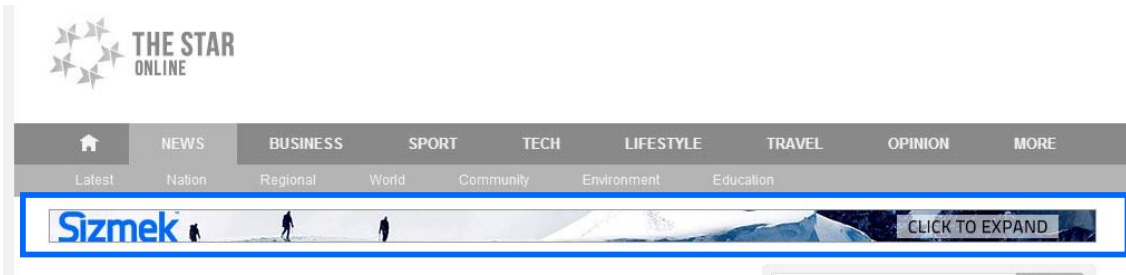 THE STAR
ONLINE
NEWS BUSINESS SPORT TECH LIFESTYLE TRAVEL OPINION MORE
Latest Nation Regional World Community Environment Education
Sizmek CLICK TO EXPAND